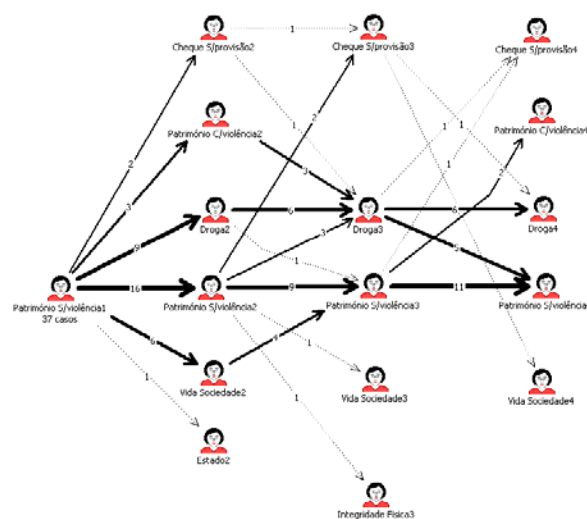 Cheque S/provisão2
1
Cheque S/provisão3
Cheque S/provisão4
2
1
2
1
1
Património C/violência2
Património C/violência4
3
3
1
2
9
Droga2
6
Droga3
6
Droga4
3
1
5
Património S/violência1
37 casos
16
Património S/violência2
9
Património S/violência3
11
Património S/violência
6
1
1
Vida Sociedade2
Vida Sociedade3
Vida Sociedade4
1
1
Estado2
Integridade Física3